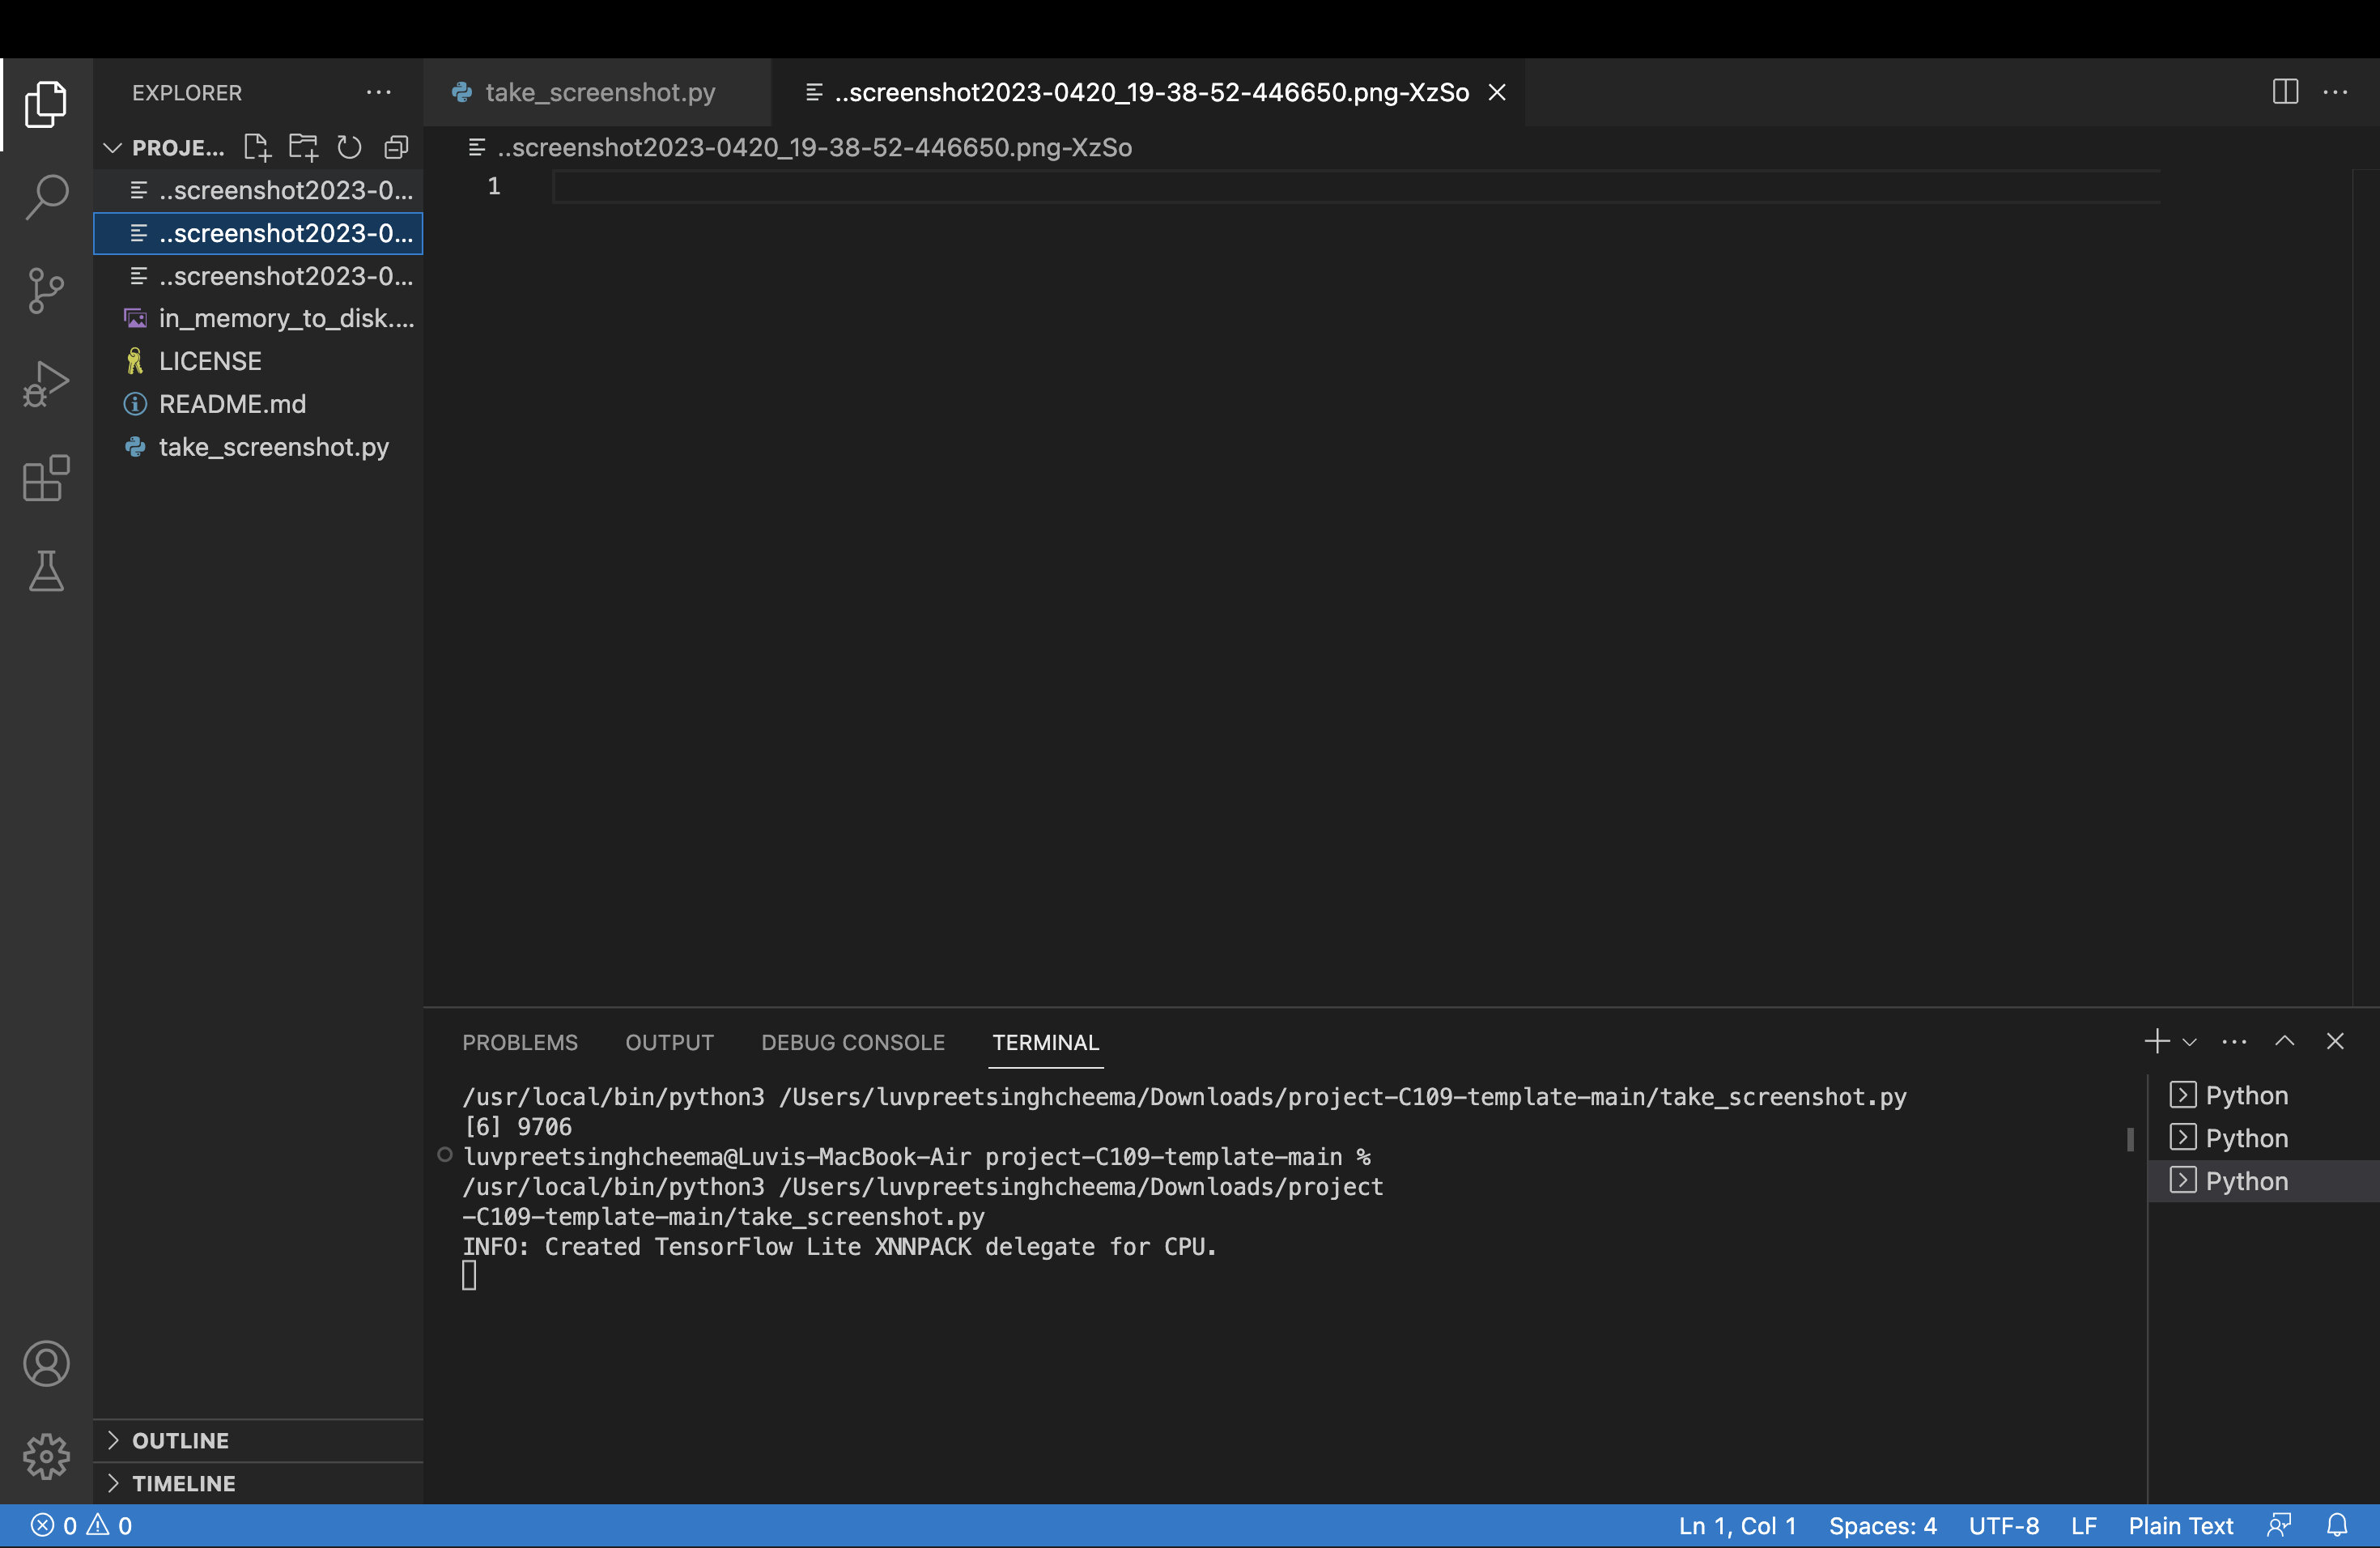 EXPLORER
PROJE...
..screenshot2023-0...
..screenshot2023-0...
..screenshot2023-0...
in_memory_to_disk....
LICENSE
README.md
take_screenshot.py
OUTLINE
TIMELINE
take_screenshot.py
..screenshot2023-0420_19-38-52-446650.png-XzSo
..screenshot2023-0420_19-38-52-446650.png-XzSo
1
PROBLEMS OUTPUT DEBUG CONSOLE TERMINAL
/usr/local/bin/python3 /Users/luvpreetsinghcheema/Downloads/project-C109-template-main/take_screenshot.py
[6] 9706
luvpreetsinghcheema@Luvis-MacBook-Air project-C109-template-main %
/usr/local/bin/python3 /Users/luvpreetsinghcheema/Downloads/project
-C109-template-main/take_screenshot.py
INFO: Created TensorFlow Lite XNNPACK delegate for CPU.
Python
Python
Python
0 0
Ln 1, Col 1 Spaces: 4 UTF-8 LF Plain Text